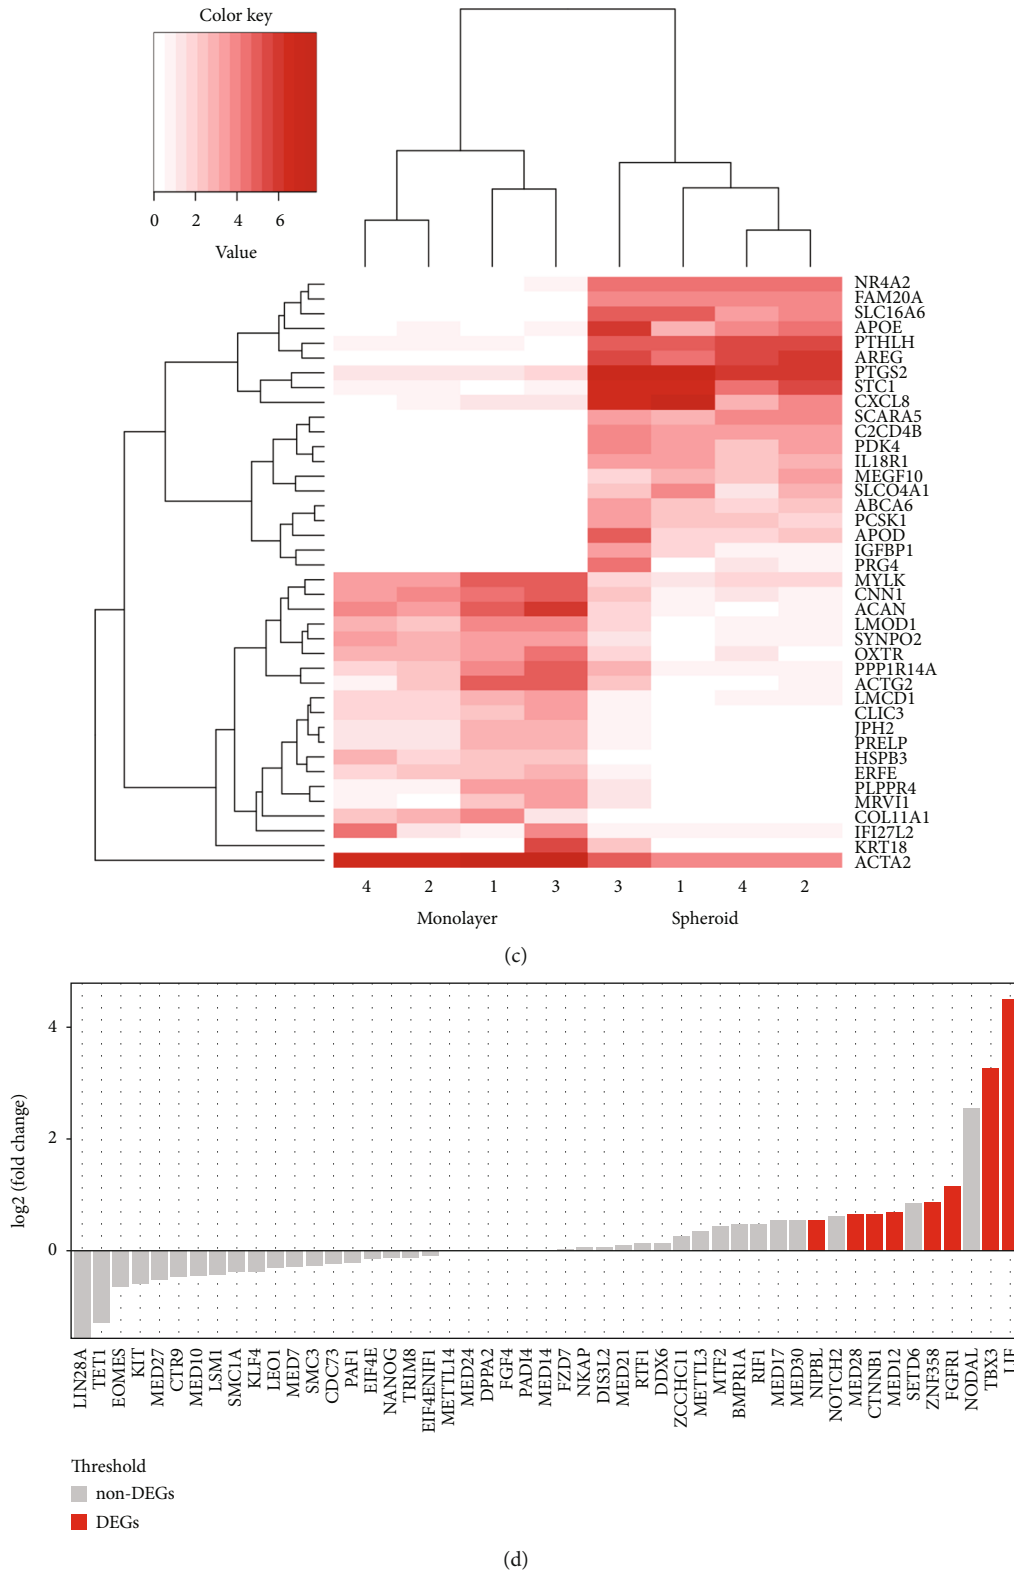 Color key
0 2 4 6
Value
NR4A2
FAM20A
SLC16A6
APOE
PTHLH
AREG
PTGS2
STC1
CXCL8
SCARA5
C2CD4B
PDK4
IL18R1
MEGF10
SLCO4A1
ABCA6
PCSK1
APOD
IGFBP1
PRG4
MYLK
CNN1
ACAN
LMOD1
SYNPO2
OXTR
PPP1R14A
ACTG2
LMCD1
CLIC3
JPH2
PRELP
HSPB3
ERFE
PLPPR4
MRVI1
COL11A1
IFI27L2
KRT18
ACTA2
4 2 1 3 3 1 4 2
Monolayer Spheroid
(c)
log2 (fold change)
4
2
0
LIN28A
TET1
EOMES
KIT
MED27
CTR9
MED10
LSM1
SMC1A
KLF4
LEO1
MED7
SMC3
CDC73
PAF1
EIF4E
NANOG
TRIM8
EIF4ENIF1
METTL14
MED24
DPPA2
FGF4
PADI4
MED14
FZD7
NKAP
DIS3L2
MED21
RTF1
DDX6
ZCCHC11
METTL3
MTF2
BMPR1A
RIF1
MED17
MED30
NIPBL
NOTCH2
MED28
CTNNB1
MED12
SETD6
ZNF358
FGFR1
NODAL
TBX3
LIF
Threshold
non-DEGs
DEGs
(d)